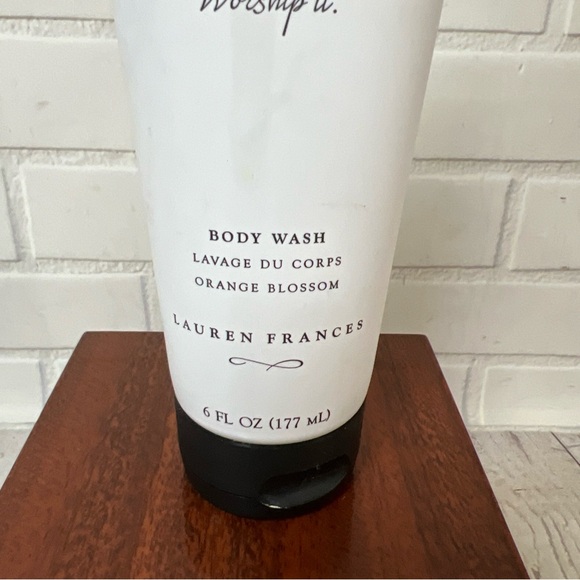 Worship it.
BODY WASH
LAVAGE DU CORPS
ORANGE BLOSSOM
LAUREN FRANCES
6 FL OZ (177 mL)